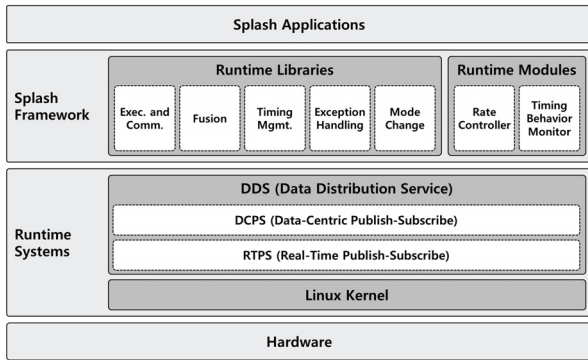 Splash Applications
Splash
Framework
Runtime Libraries
Exec. and
Comm.
Fusion
Timing
Mgmt.
Exception
Handling
Mode
Change
Runtime Modules
Rate
Controller
Timing
Behavior
Monitor
Runtime
Systems
DDS (Data Distribution Service)
DCPS (Data-Centric Publish-Subscribe)
RTPS (Real-Time Publish-Subscribe)
Linux Kernel
Hardware